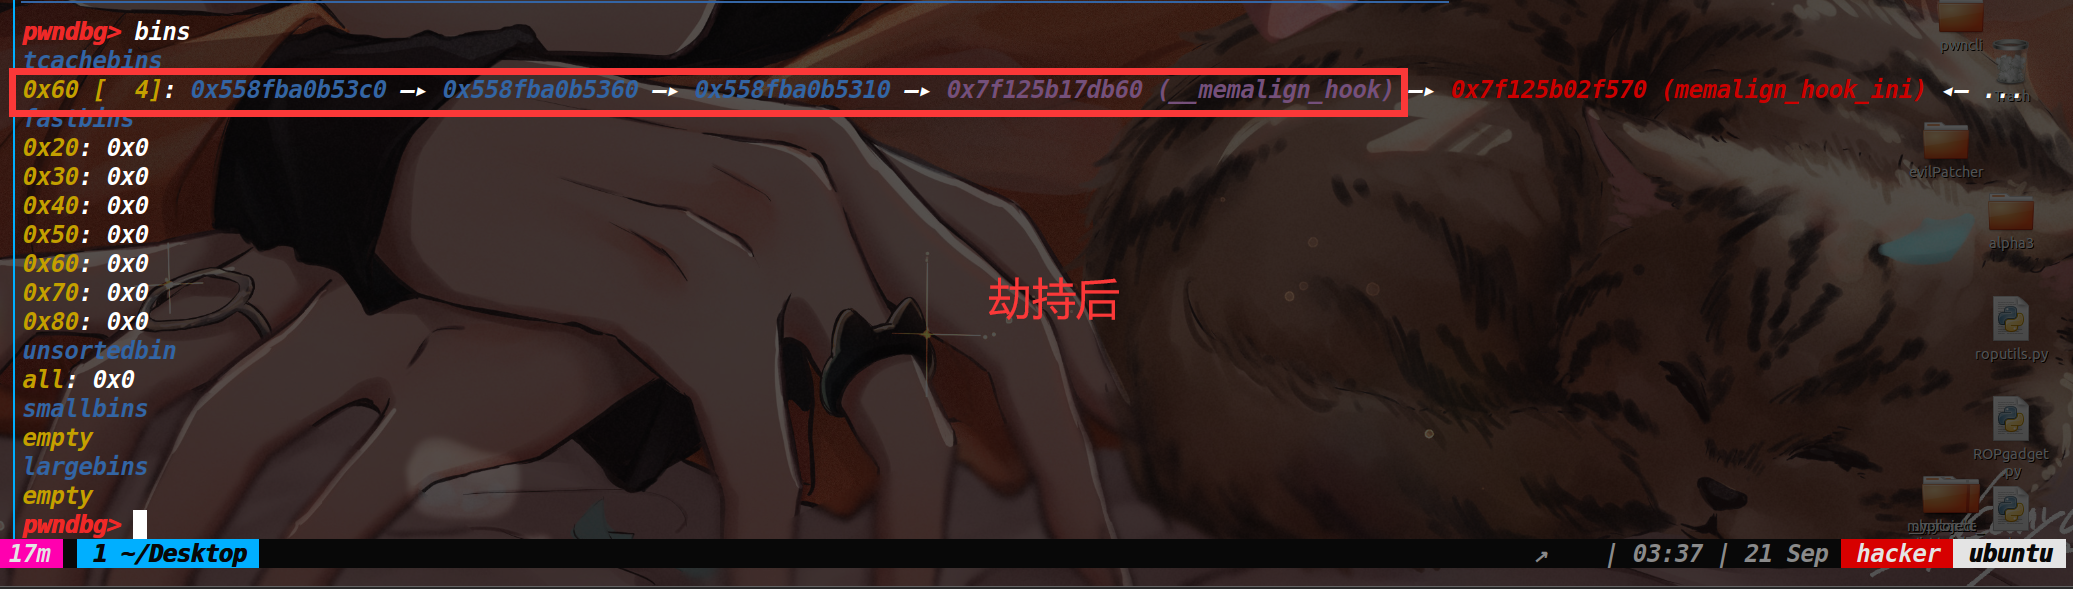 pwndbg> bins
tcachebins
0x60 [  4]: 0x558fba0b53c0 —▸ 0x558fba0b5360 —▸ 0x558fba0b5310 —▸ 0x7f125b17db60 (__memalign_hook) —▸ 0x7f125b02f570 (memalign_hook_ini) ◂— ...
fastbins
0x20: 0x0
0x30: 0x0
0x40: 0x0
0x50: 0x0
0x60: 0x0
0x70: 0x0
0x80: 0x0
unsortedbin
all: 0x0
smallbins
empty
largebins
empty
pwndbg>
劫持后
pwncli
Trash
evilPatcher
alpha3
roputils.py
ROPgadget
py
17m 1 ~/Desktop ↗ | 03:37 | 21 Sep hacker ubuntu